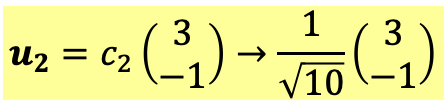 𝒖₂ = c₂ (3 −1) → 1/√10 (3 −1)